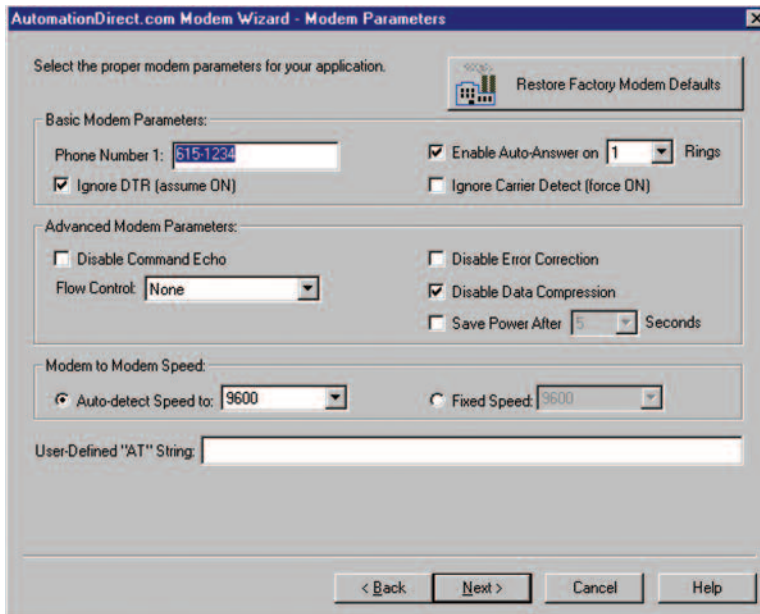 AutomationDirect.com Modem Wizard - Modem Parameters
Select the proper modem parameters for your application.
Restore Factory Modem Defaults
Basic Modem Parameters:
Phone Number 1: 615-1234
Enable Auto-Answer on 1 Rings
Ignore DTR (assume ON)
Ignore Carrier Detect (force ON)
Advanced Modem Parameters:
Disable Command Echo
Disable Error Correction
Flow Control: None
Disable Data Compression
Save Power After 5 Seconds
Modem to Modem Speed:
Auto-detect Speed to: 9600
Fixed Speed: 9600
User-Defined "AT" String:
< Back
Next >
Cancel
Help